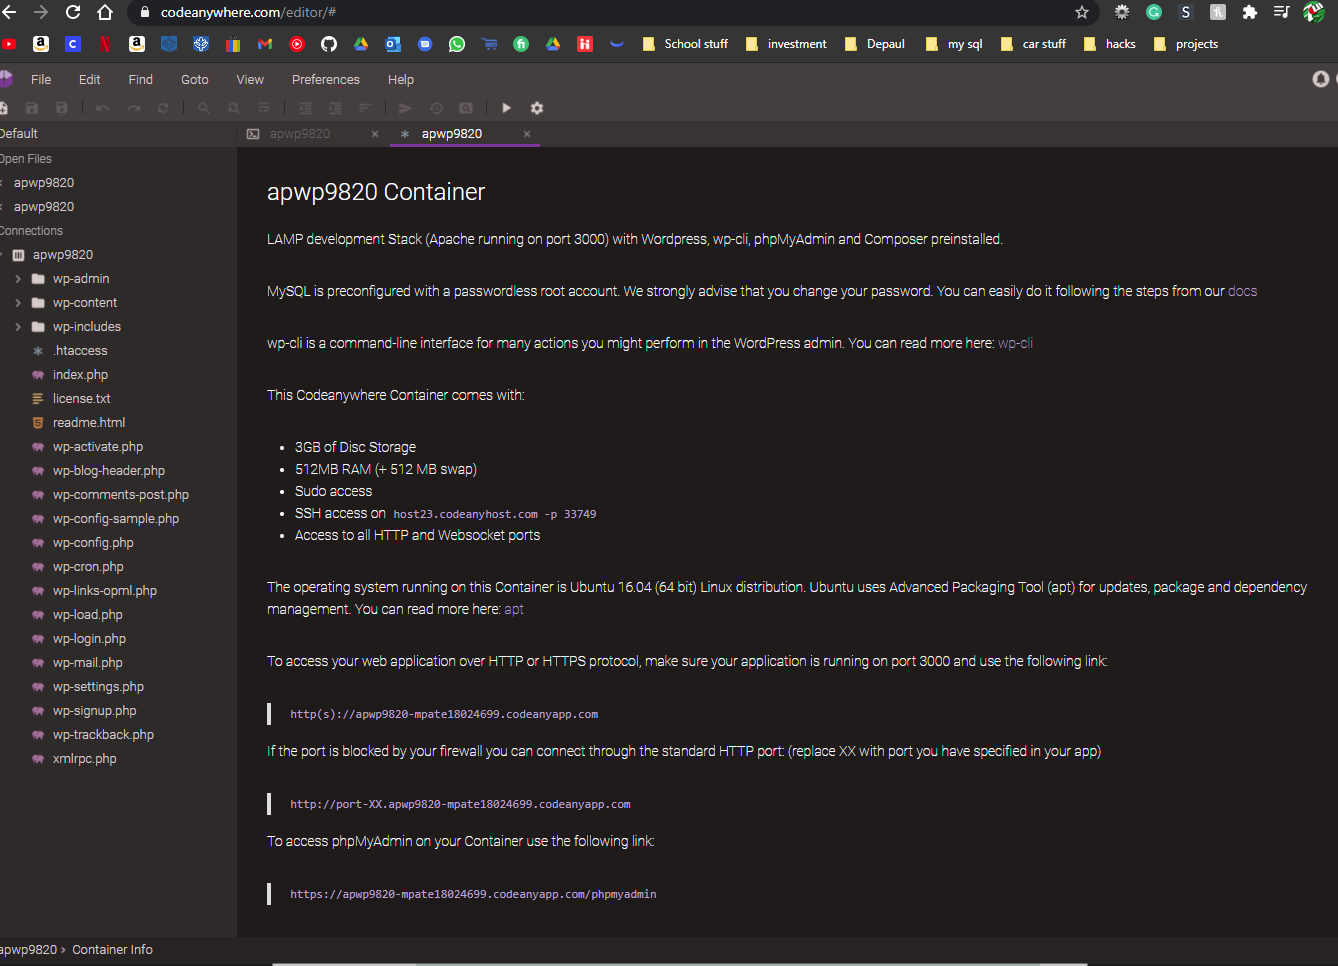 codeanywhere.com/editor/#
School stuff
investment
Depaul
my sql
car stuff
hacks
projects
File Edit Find Goto View Preferences Help
Default
apwp9820
apwp9820
Open Files
apwp9820
apwp9820
Connections
apwp9820
wp-admin
wp-content
wp-includes
.htaccess
index.php
license.txt
readme.html
wp-activate.php
wp-blog-header.php
wp-comments-post.php
wp-config-sample.php
wp-config.php
wp-cron.php
wp-links-opml.php
wp-load.php
wp-login.php
wp-mail.php
wp-settings.php
wp-signup.php
wp-trackback.php
xmlrpc.php
apwp9820 Container
LAMP development Stack (Apache running on port 3000) with Wordpress, wp-cli, phpMyAdmin and Composer preinstalled.
MySQL is preconfigured with a passwordless root account. We strongly advise that you change your password. You can easily do it following the steps from our docs
wp-cli is a command-line interface for many actions you might perform in the WordPress admin. You can read more here: wp-cli
This Codeanywhere Container comes with:
• 3GB of Disc Storage
• 512MB RAM (+ 512 MB swap)
• Sudo access
• SSH access on host23.codeanyhost.com -p 33749
• Access to all HTTP and Websocket ports
The operating system running on this Container is Ubuntu 16.04 (64 bit) Linux distribution. Ubuntu uses Advanced Packaging Tool (apt) for updates, package and dependency
management. You can read more here: apt
To access your web application over HTTP or HTTPS protocol, make sure your application is running on port 3000 and use the following link:
http(s)://apwp9820-mpate18024699.codeanyapp.com
If the port is blocked by your firewall you can connect through the standard HTTP port: (replace XX with port you have specified in your app)
http://port-XX.apwp9820-mpate18024699.codeanyapp.com
To access phpMyAdmin on your Container use the following link:
https://apwp9820-mpate18024699.codeanyapp.com/phpmyadmin
apwp9820 > Container Info